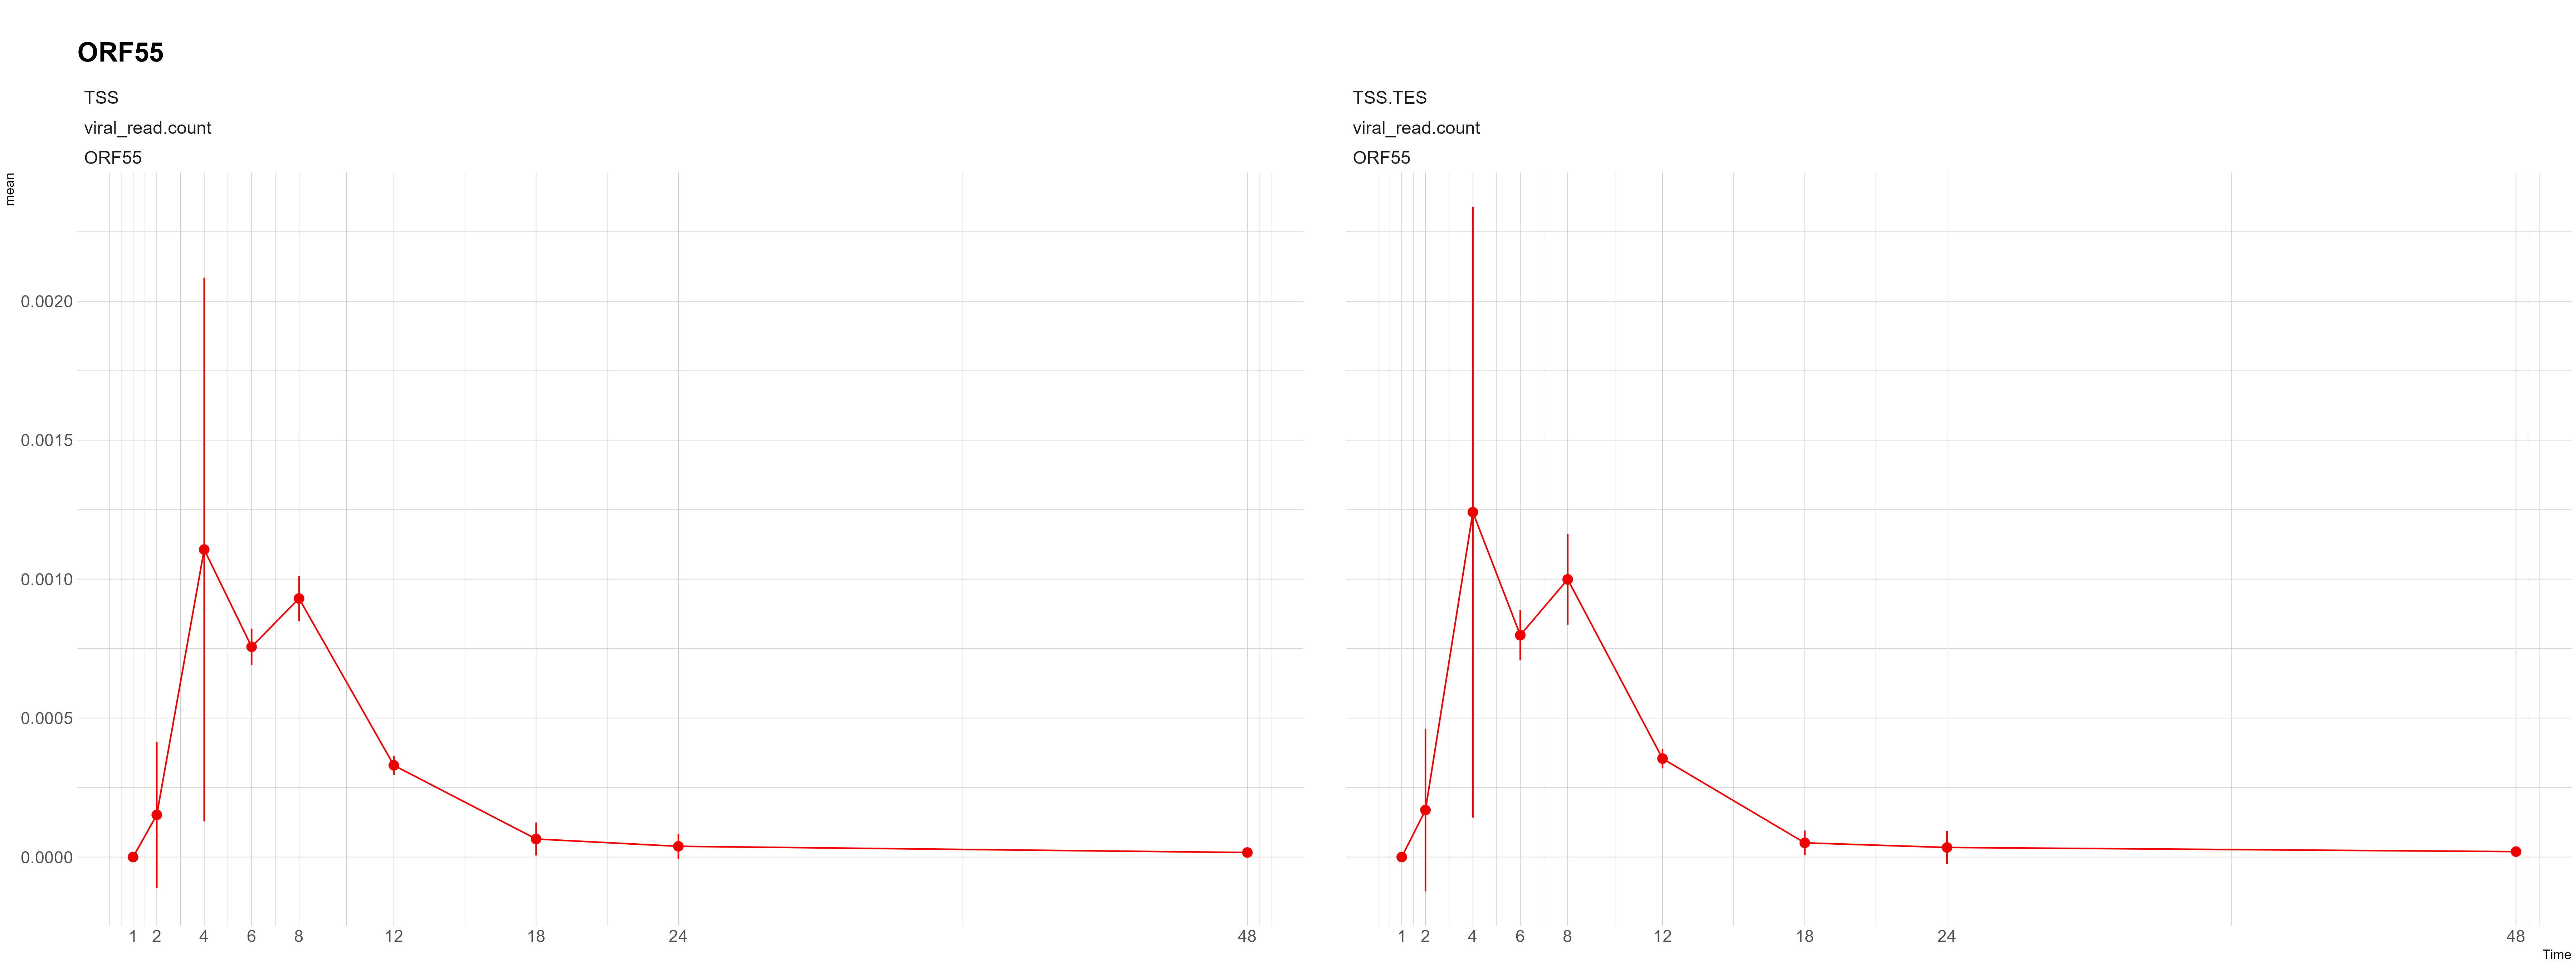 ORF55
TSS
viral_read.count
ORF55
TSS.TES
viral_read.count
ORF55
mean
0.0020
0.0015
0.0010
0.0005
0.0000
1 2 4 6 8 12 18 24 48
1 2 4 6 8 12 18 24 48
Time